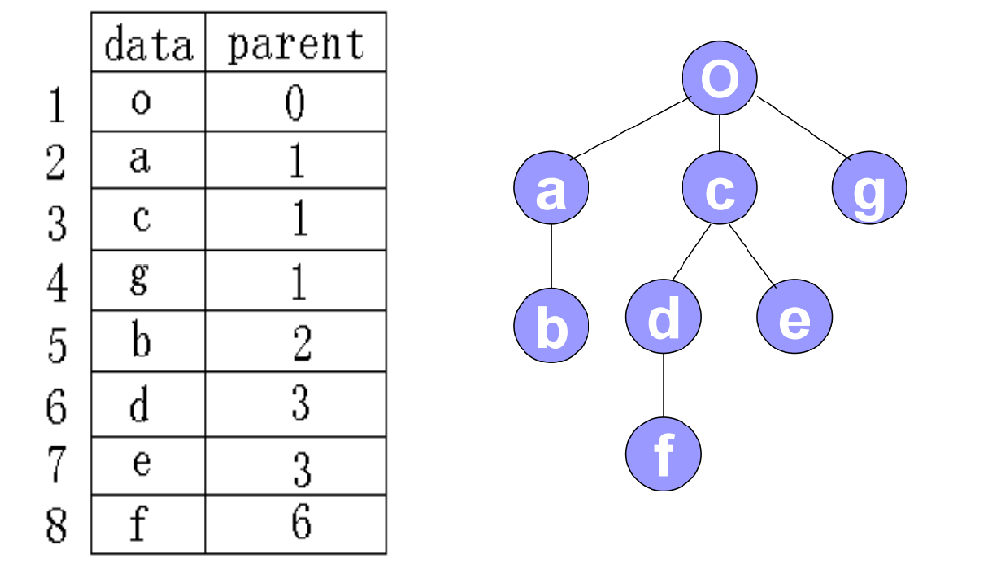 data parent
1 o 0
2 a 1
3 c 1
4 g 1
5 b 2
6 d 3
7 e 3
8 f 6
O
a c g
b d e
f